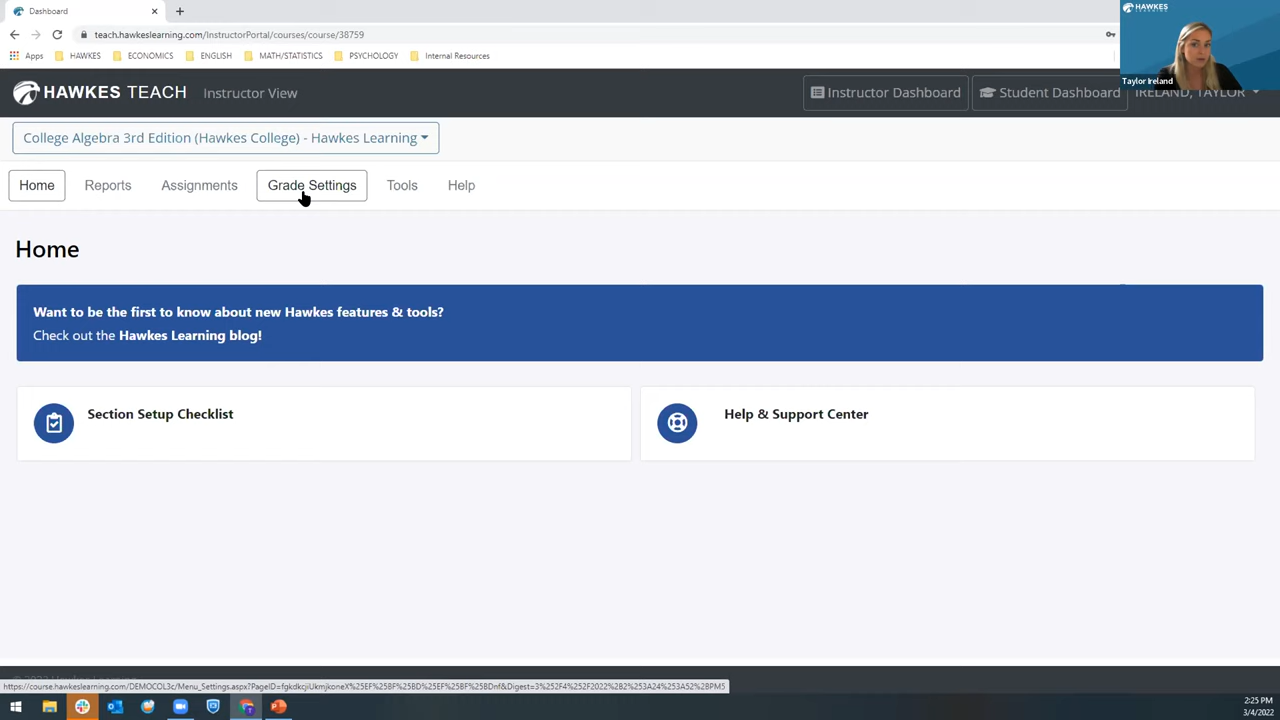 Dashboard
HAWKES
LEARNING
teach.hawkeslearning.com/InstructorPortal/courses/course/38759
Apps HAWKES ECONOMICS ENGLISH MATH/STATISTICS PSYCHOLOGY Internal Resources
Taylor Ireland
HAWKES TEACH Instructor View Instructor Dashboard Student Dashboard IRELAND, TAYLOR
College Algebra 3rd Edition (Hawkes College) - Hawkes Learning
Home Reports Assignments Grade Settings Tools Help
Home
Want to be the first to know about new Hawkes features & tools?
Check out the Hawkes Learning blog!
Section Setup Checklist Help & Support Center
2:25 PM
3/4/2022